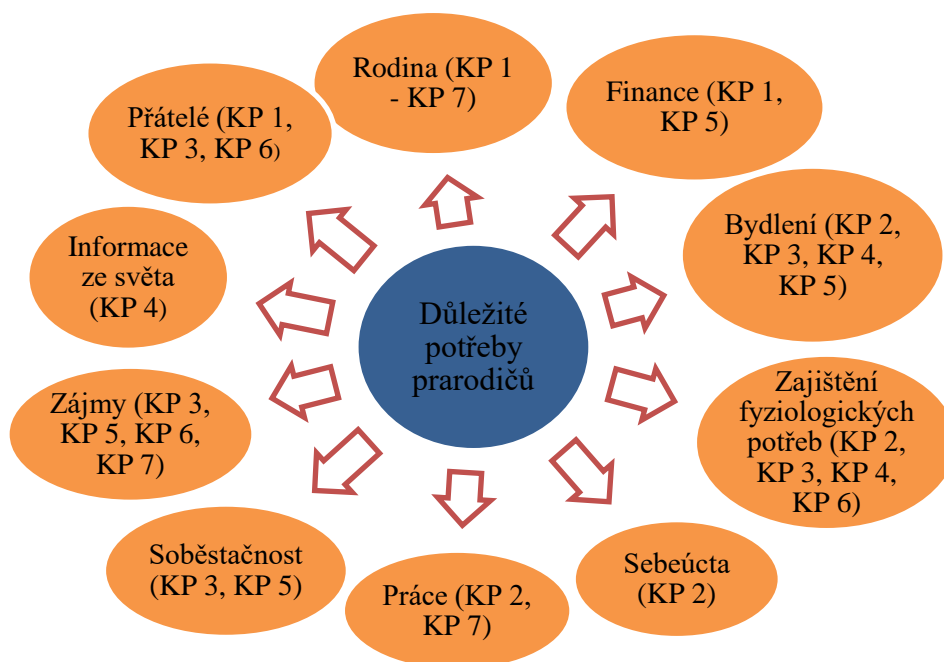 Rodina (KP 1
- KP 7)
Finance (KP 1,
KP 5)
Přátelé (KP 1,
KP 3, KP 6)
Bydlení (KP 2,
KP 3, KP 4,
KP 5)
Informace
ze světa
(KP 4)
Důležité
potřeby
prarodičů
Zajištění
fyziologických
potřeb (KP 2,
KP 3, KP 4,
KP 6)
Zájmy (KP 3,
KP 5, KP 6,
KP 7)
Soběstačnost
(KP 3, KP 5)
Práce (KP 2,
KP 7)
Sebeúcta
(KP 2)